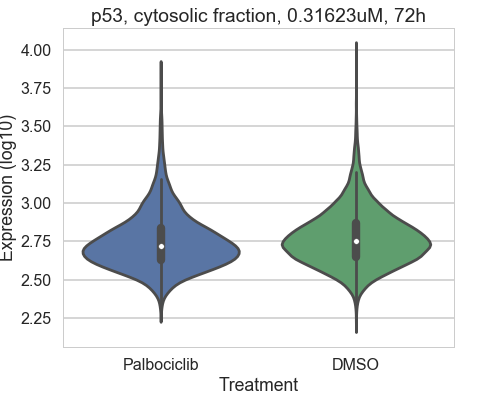 p53, cytosolic fraction, 0.31623uM, 72h
Expression (log10)
4.00
3.75
3.50
3.25
3.00
2.75
2.50
2.25
Palbociclib DMSO
Treatment